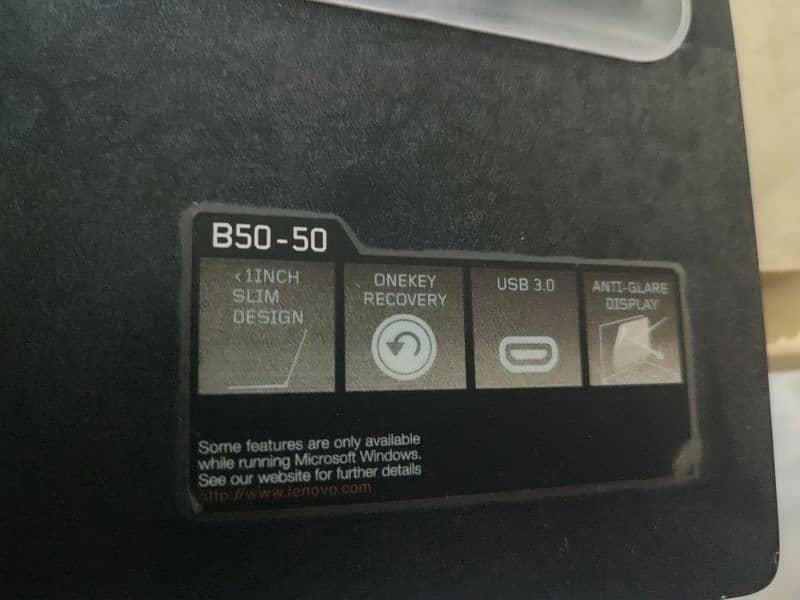 B50-50
<1INCH
SLIM
DESIGN
ONEKEY
RECOVERY
USB 3.0
ANTI-GLARE
DISPLAY
Some features are only available
while running Microsoft Windows.
See our website for further details
http://www.lenovo.com